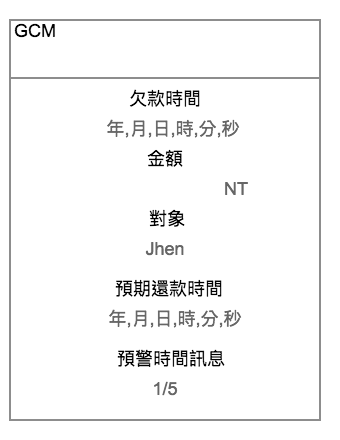 GCM
欠款時間
年,月,日,時,分,秒
金額
NT
對象
Jhen
預期還款時間
年,月,日,時,分,秒
預警時間訊息
1/5